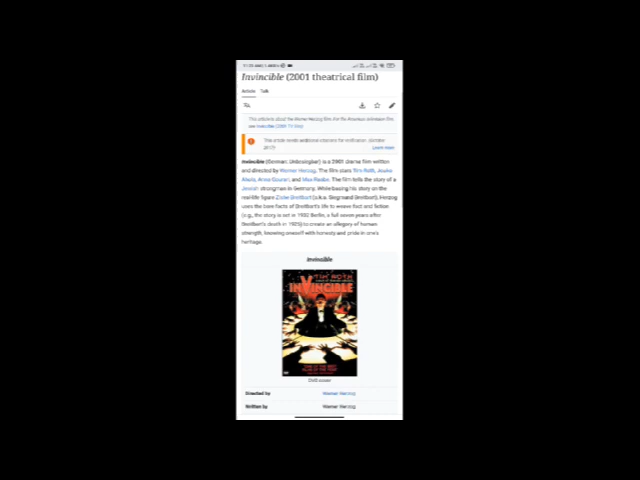 Invincible (2001 theatrical film)
Article Talk
This article is about the Werner Herzog film. For the American television film,
see Invincible (2001 TV film).
This article needs additional citations for verification. (October
2017)
Learn more
Invincible (German: Unbesiegbar) is a 2001 drama film written
and directed by Werner Herzog. The film stars Tim Roth, Jouko
Ahola, Anna Gourari, and Max Raabe. The film tells the story of a
Jewish strongman in Germany. While basing his story on the
real-life figure Zishe Breitbart (a.k.a. Siegmund Breitbart), Herzog
uses the bare facts of Breitbart's life to weave fact and fiction
(e.g., the story is set in 1932 Berlin, a full seven years after
Breitbart's death in 1925) to create an allegory of human
strength, knowing oneself with honesty and pride in one's
heritage.
Invincible
TIM ROTH
INVINCIBLE
DVD cover
Directed by Werner Herzog
Written by Werner Herzog